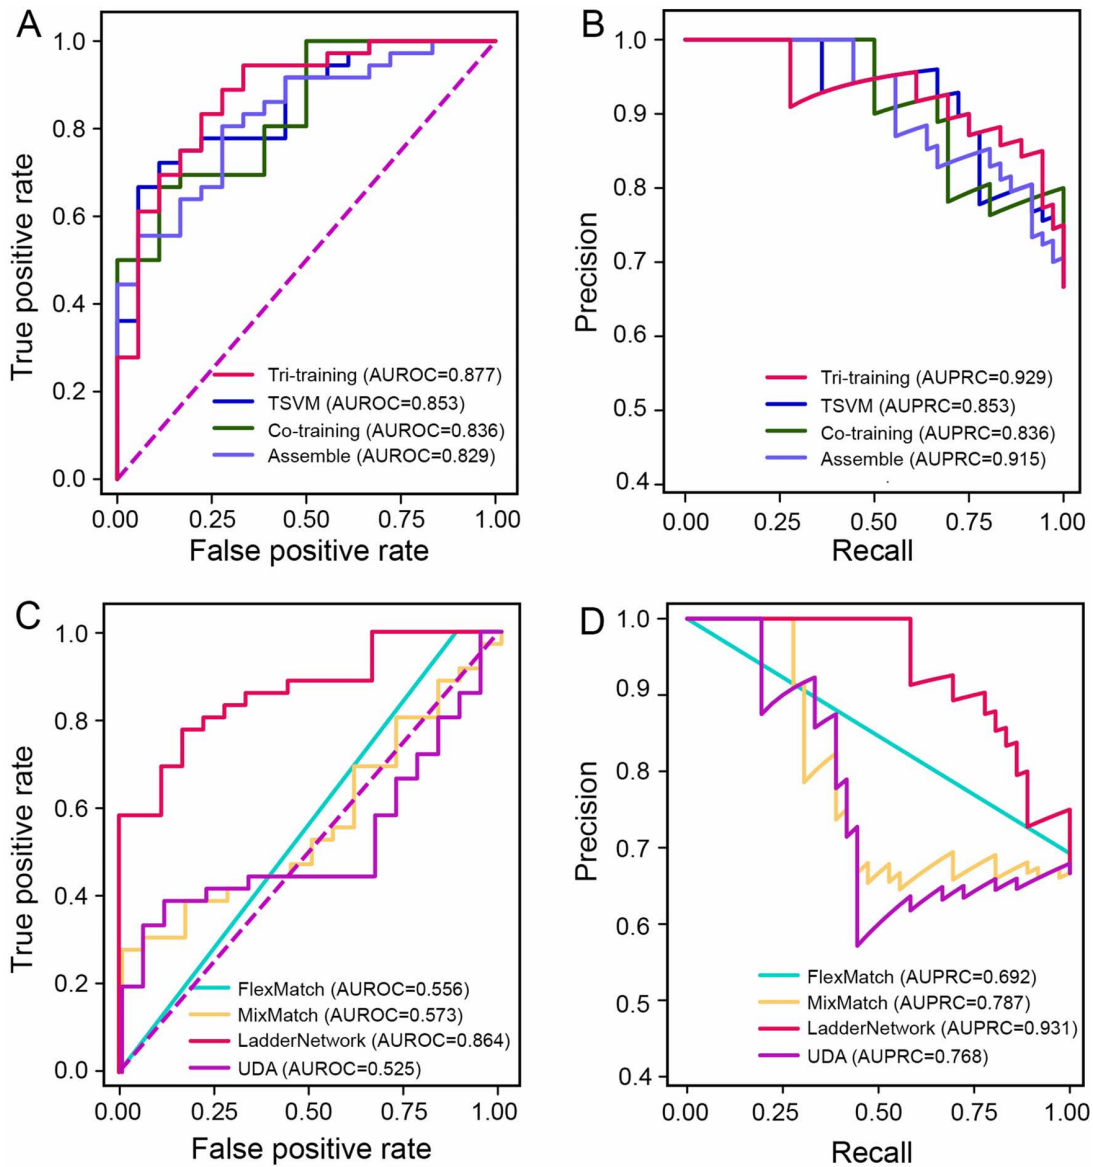 A
True positive rate
1.0
0.8
0.6
0.4
0.2
0.0
Tri-training (AUROC=0.877)
TSVM (AUROC=0.853)
Co-training (AUROC=0.836)
Assemble (AUROC=0.829)
0.00 0.25 0.50 0.75 1.00
False positive rate
B
Precision
1.0
0.9
0.8
0.7
0.6
0.5
0.4
Tri-training (AUPRC=0.929)
TSVM (AUPRC=0.853)
Co-training (AUPRC=0.836)
Assemble (AUPRC=0.915)
0.00 0.25 0.50 0.75 1.00
Recall
C
True positive rate
1.0
0.8
0.6
0.4
0.2
0.0
FlexMatch (AUROC=0.556)
MixMatch (AUROC=0.573)
LadderNetwork (AUROC=0.864)
UDA (AUROC=0.525)
0.00 0.25 0.50 0.75 1.00
False positive rate
D
Precision
1.0
0.9
0.8
0.7
0.6
0.5
0.4
FlexMatch (AUPRC=0.692)
MixMatch (AUPRC=0.787)
LadderNetwork (AUPRC=0.931)
UDA (AUPRC=0.768)
0.00 0.25 0.50 0.75 1.00
Recall